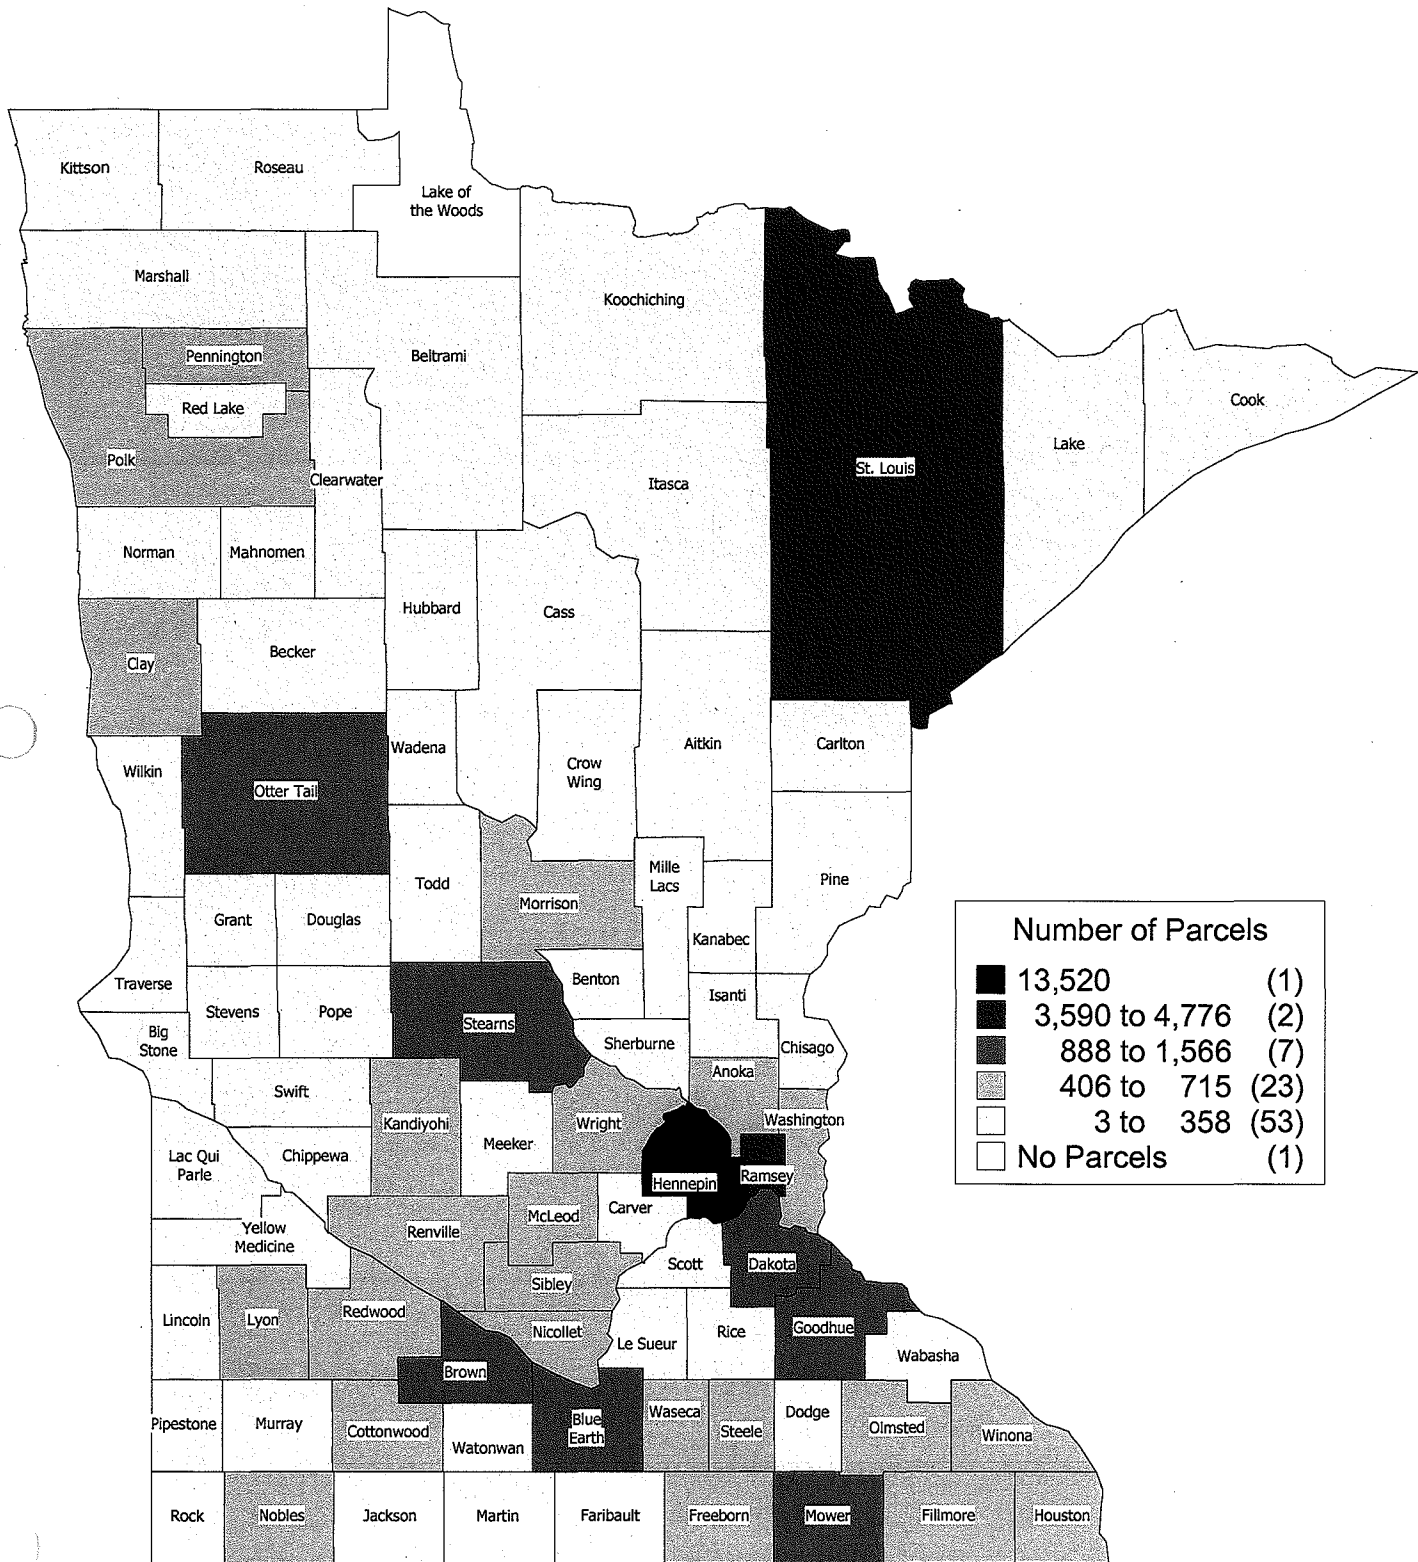 Kittson
Roseau
Lake of
the Woods
Marshall
Koochiching
Pennington
Beltrami
Red Lake
Cook
Lake
Polk
St. Louis
Clearwater
Itasca
Norman
Mahnomen
Hubbard
Cass
Becker
Clay
Wadena
Aitkin
Carlton
Wilkin
Crow
Wing
Otter Tail
Mille
Lacs
Todd
Pine
Morrison
Grant
Douglas
Kanabec
Number of Parcels
13,520 (1)
3,590 to 4,776 (2)
888 to 1,566 (7)
406 to 715 (23)
3 to 358 (53)
No Parcels (1)
Benton
Traverse
Isanti
Stevens
Pope
Stearns
Big
Stone
Sherburne
Chisago
Anoka
Swift
Kandiyohi
Wright
Washington
Meeker
Lac Qui
Parle
Chippewa
Ramsey
Hennepin
Carver
McLeod
Yellow
Medicine
Renville
Scott
Dakota
Sibley
Lincoln
Lyon
Redwood
Nicollet
Le Sueur
Rice
Goodhue
Wabasha
Brown
Pipestone
Murray
Cottonwood
Watonwan
Blue
Earth
Waseca
Steele
Dodge
Olmsted
Winona
Rock
Nobles
Jackson
Martin
Faribault
Freeborn
Mower
Fillmore
Houston